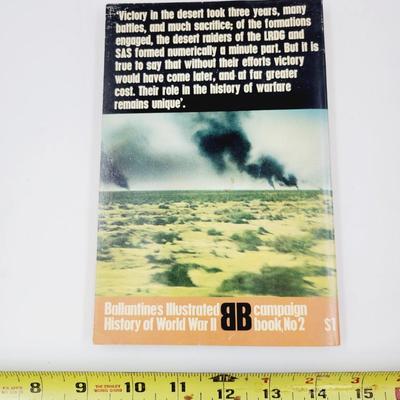 'Victory in the desert took three years, many
battles, and much sacrifice; of the formations
engaged, the desert raiders of the LRDG and
SAS formed numerically a minute part. But it is
true to say that without their efforts victory
would have come later, and at far greater
cost. Their role in the history of warfare
remains unique'.
Ballantine's Illustrated BB campaign
History of World War II book, No 2 $1
8 9 10 11 12 13 14 15 16 17